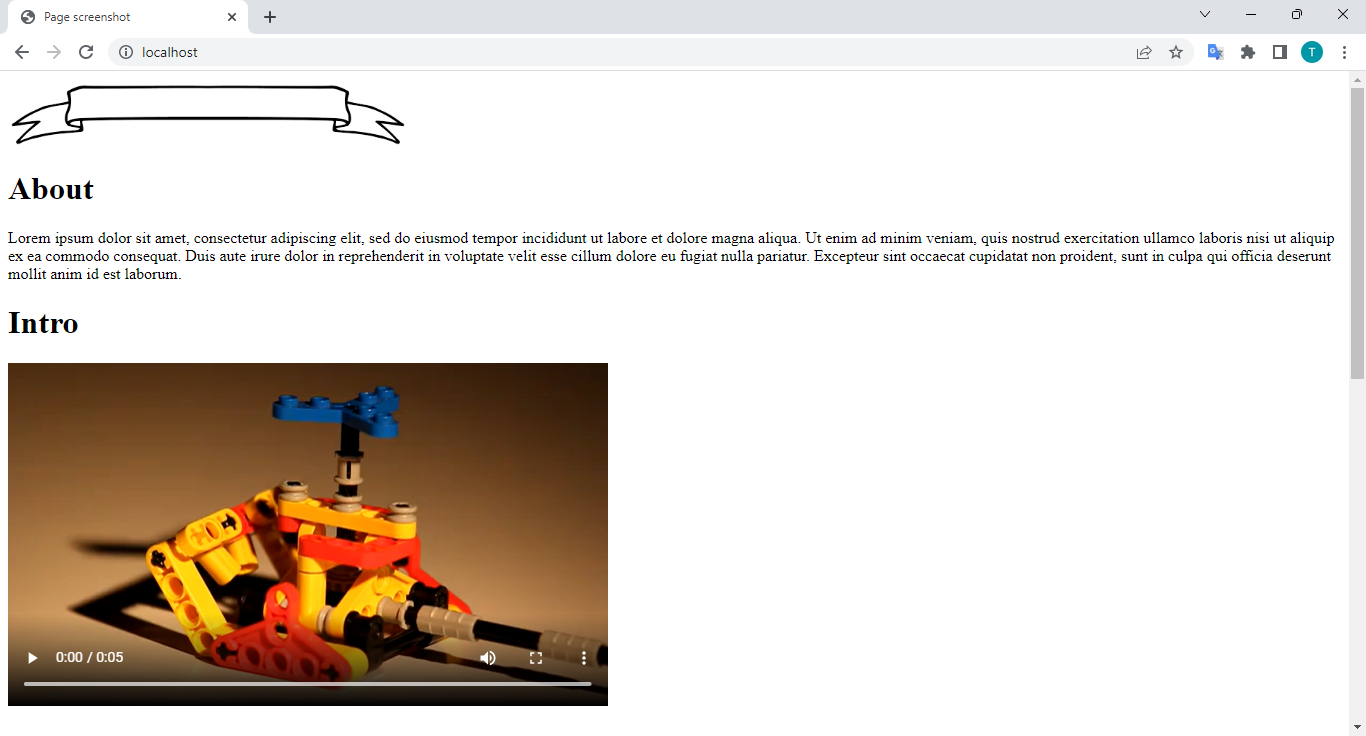 Page screenshot
localhost
T
About
Lorem ipsum dolor sit amet, consectetur adipiscing elit, sed do eiusmod tempor incididunt ut labore et dolore magna aliqua. Ut enim ad minim veniam, quis nostrud exercitation ullamco laboris nisi ut aliquip
ex ea commodo consequat. Duis aute irure dolor in reprehenderit in voluptate velit esse cillum dolore eu fugiat nulla pariatur. Excepteur sint occaecat cupidatat non proident, sunt in culpa qui officia deserunt
mollit anim id est laborum.
Intro
0:00 / 0:05